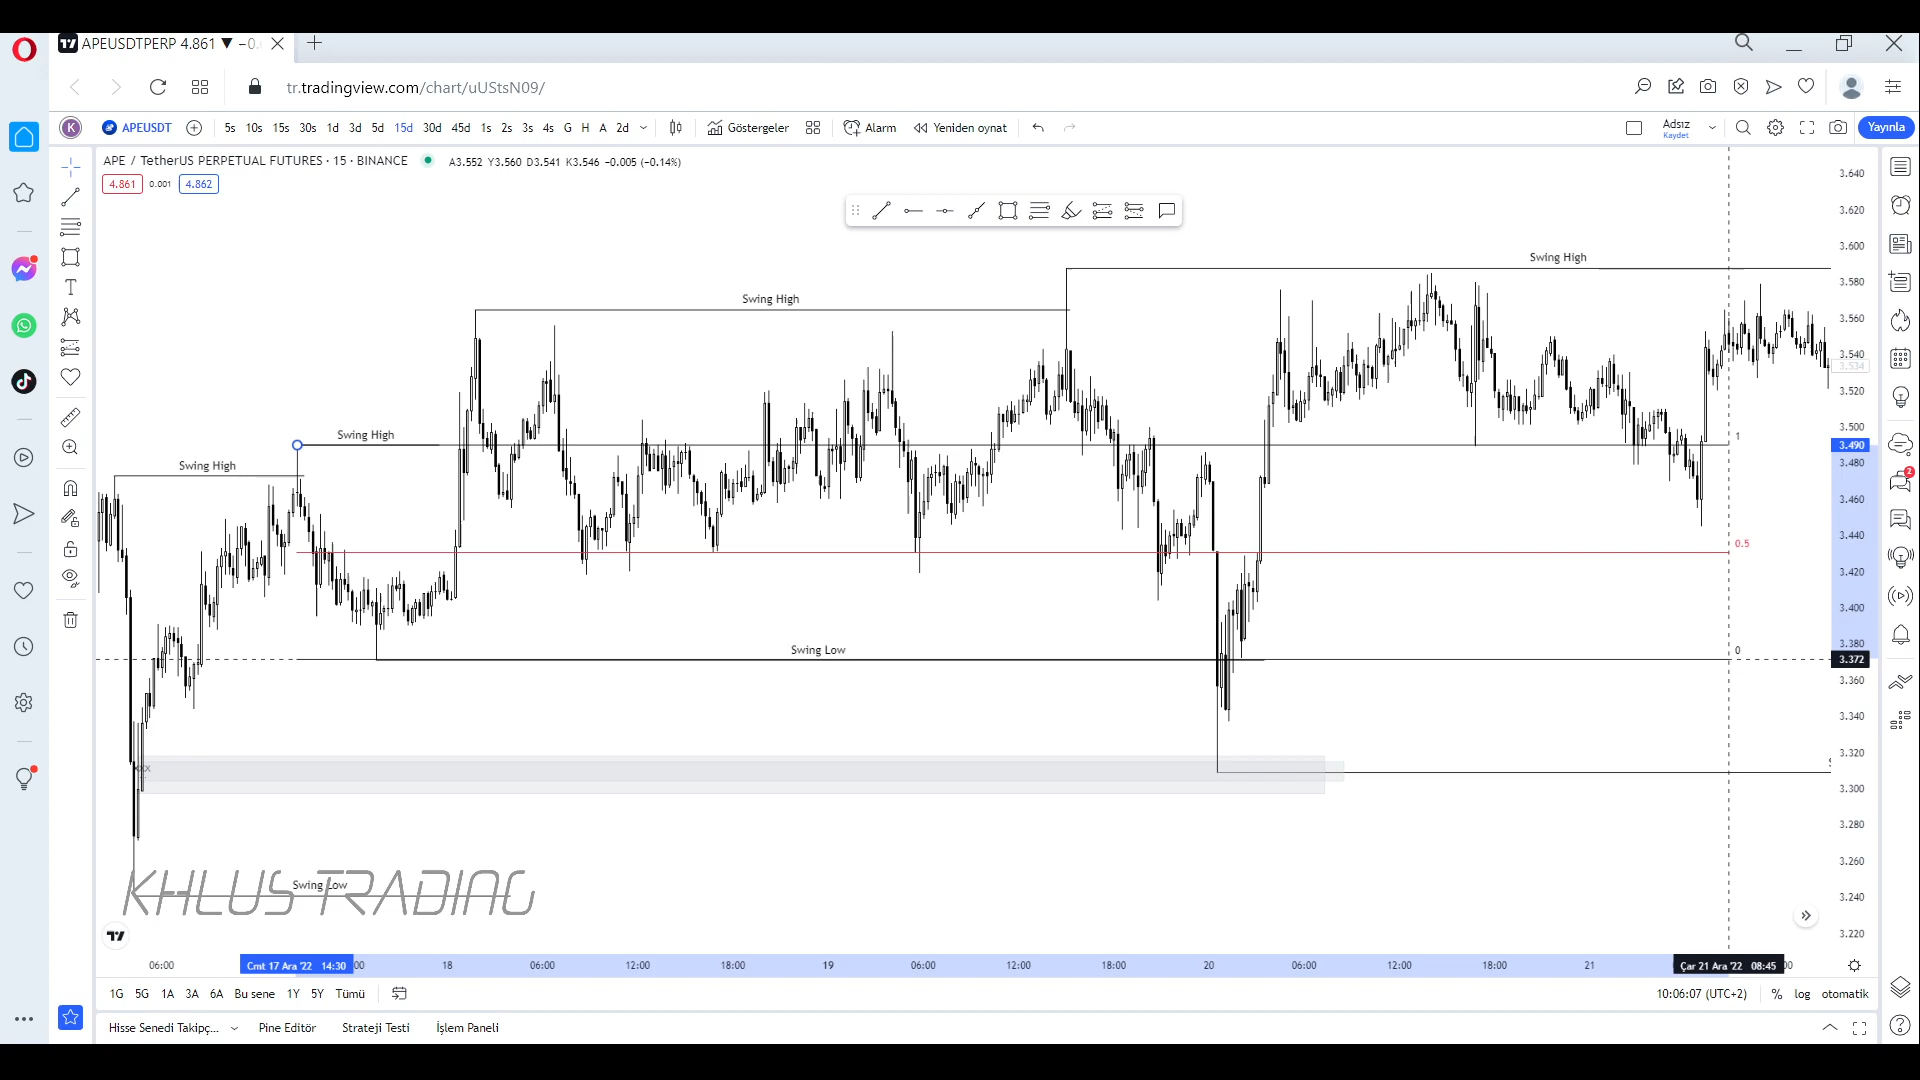 APEUSDTPERP 4.861 ▼ −0.
tr.tradingview.com/chart/uUStsN09/
K APEUSDT 5s 10s 15s 30s 1d 3d 5d 15d 30d 45d 1s 2s 3s 4s G H A 2d Göstergeler Alarm Yeniden oynat Adsız Kaydet Yayınla
APE / TetherUS PERPETUAL FUTURES · 15 · BINANCE A3.552 Y3.560 D3.541 K3.546 −0.005 (−0.14%)
4.861 0.001 4.862
3.640
3.620
3.600
Swing High
3.580
Swing High
3.560
3.540
3.534
3.520
Swing High
3.500
1
3.490
Swing High
3.480
2
3.460
3.440
0.5
3.420
3.400
3.380
Swing Low
0
3.372
3.360
3.340
3.320
3.300
3.280
3.260
Swing Low
KHLUS TRADING
3.240
3.220
06:00 Cmt 17 Ara '22 14:30 :00 18 06:00 12:00 18:00 19 06:00 12:00 18:00 20 06:00 12:00 18:00 21 Çar 21 Ara '22 08:45
1G 5G 1A 3A 6A Bu sene 1Y 5Y Tümü 10:06:07 (UTC+2) % log otomatik
Hisse Senedi Takipç... Pine Editör Strateji Testi İşlem Paneli